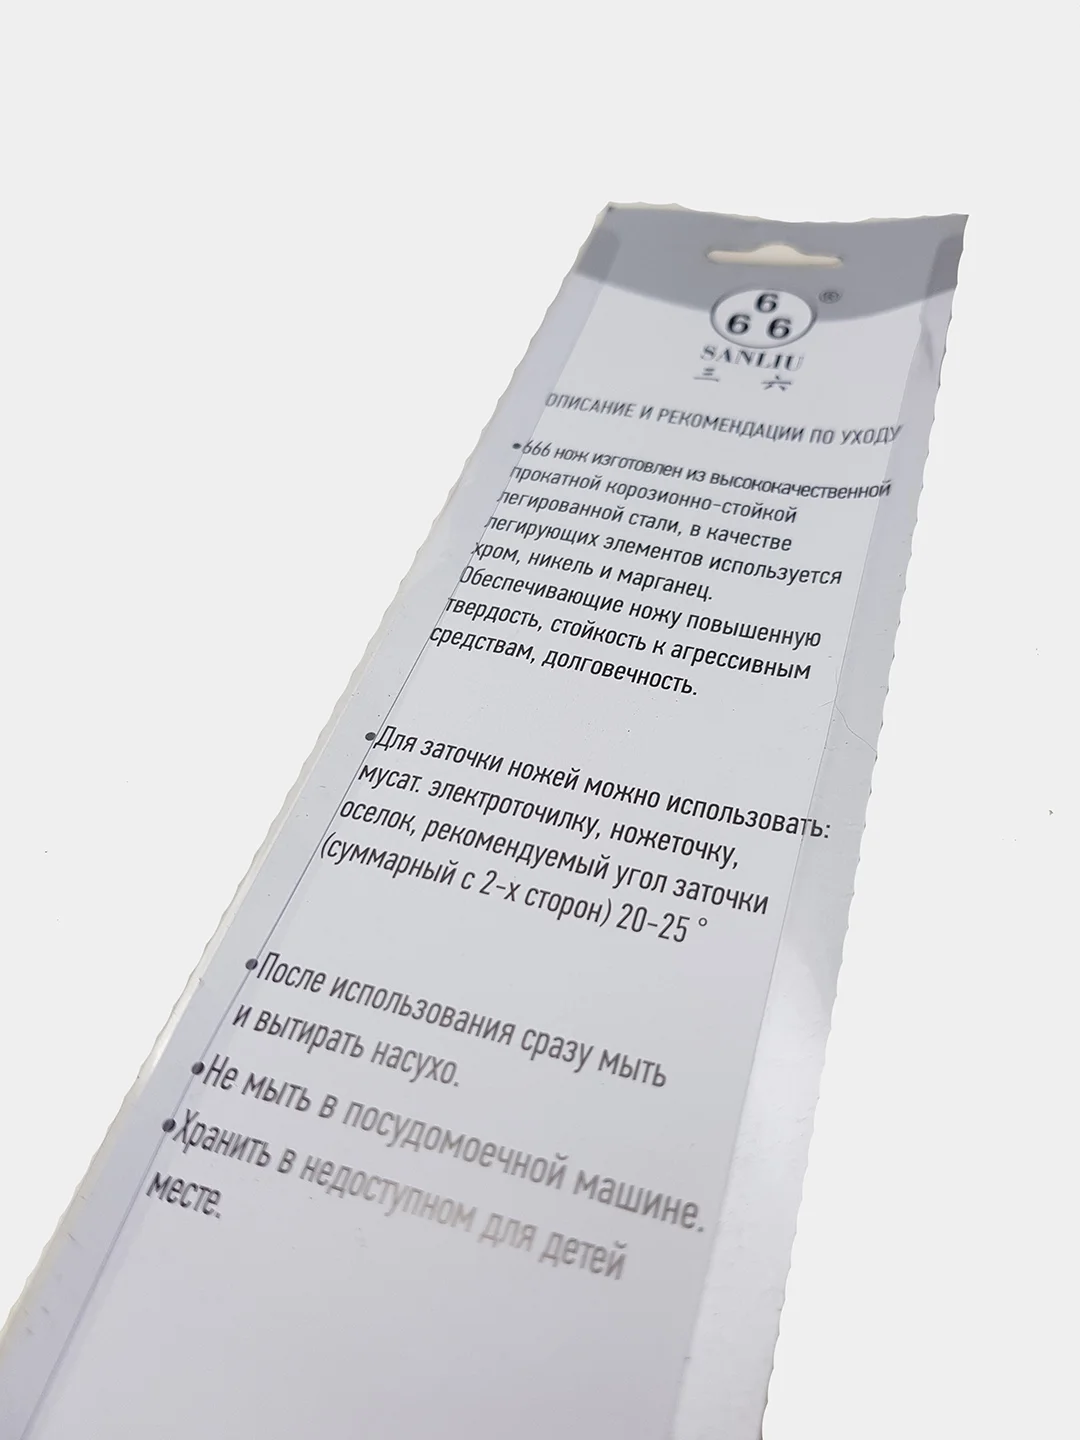 6
6 6 ®
SANLIU
三 六
ОПИСАНИЕ И РЕКОМЕНДАЦИИ ПО УХОДУ
•666 нож изготовлен из высококачественной
прокатной корозионно-стойкой
легированной стали, в качестве
легирующих элементов используется
хром, никель и марганец.
Обеспечивающие ножу повышенную
твердость, стойкость к агрессивным
средствам, долговечность.
•Для заточки ножей можно использовать:
мусат. электроточилку, ножеточку,
оселок, рекомендуемый угол заточки
(суммарный с 2-х сторон) 20-25 °
•После использования сразу мыть
и вытирать насухо.
•Не мыть в посудомоечной машине.
•Хранить в недоступном для детей
месте.